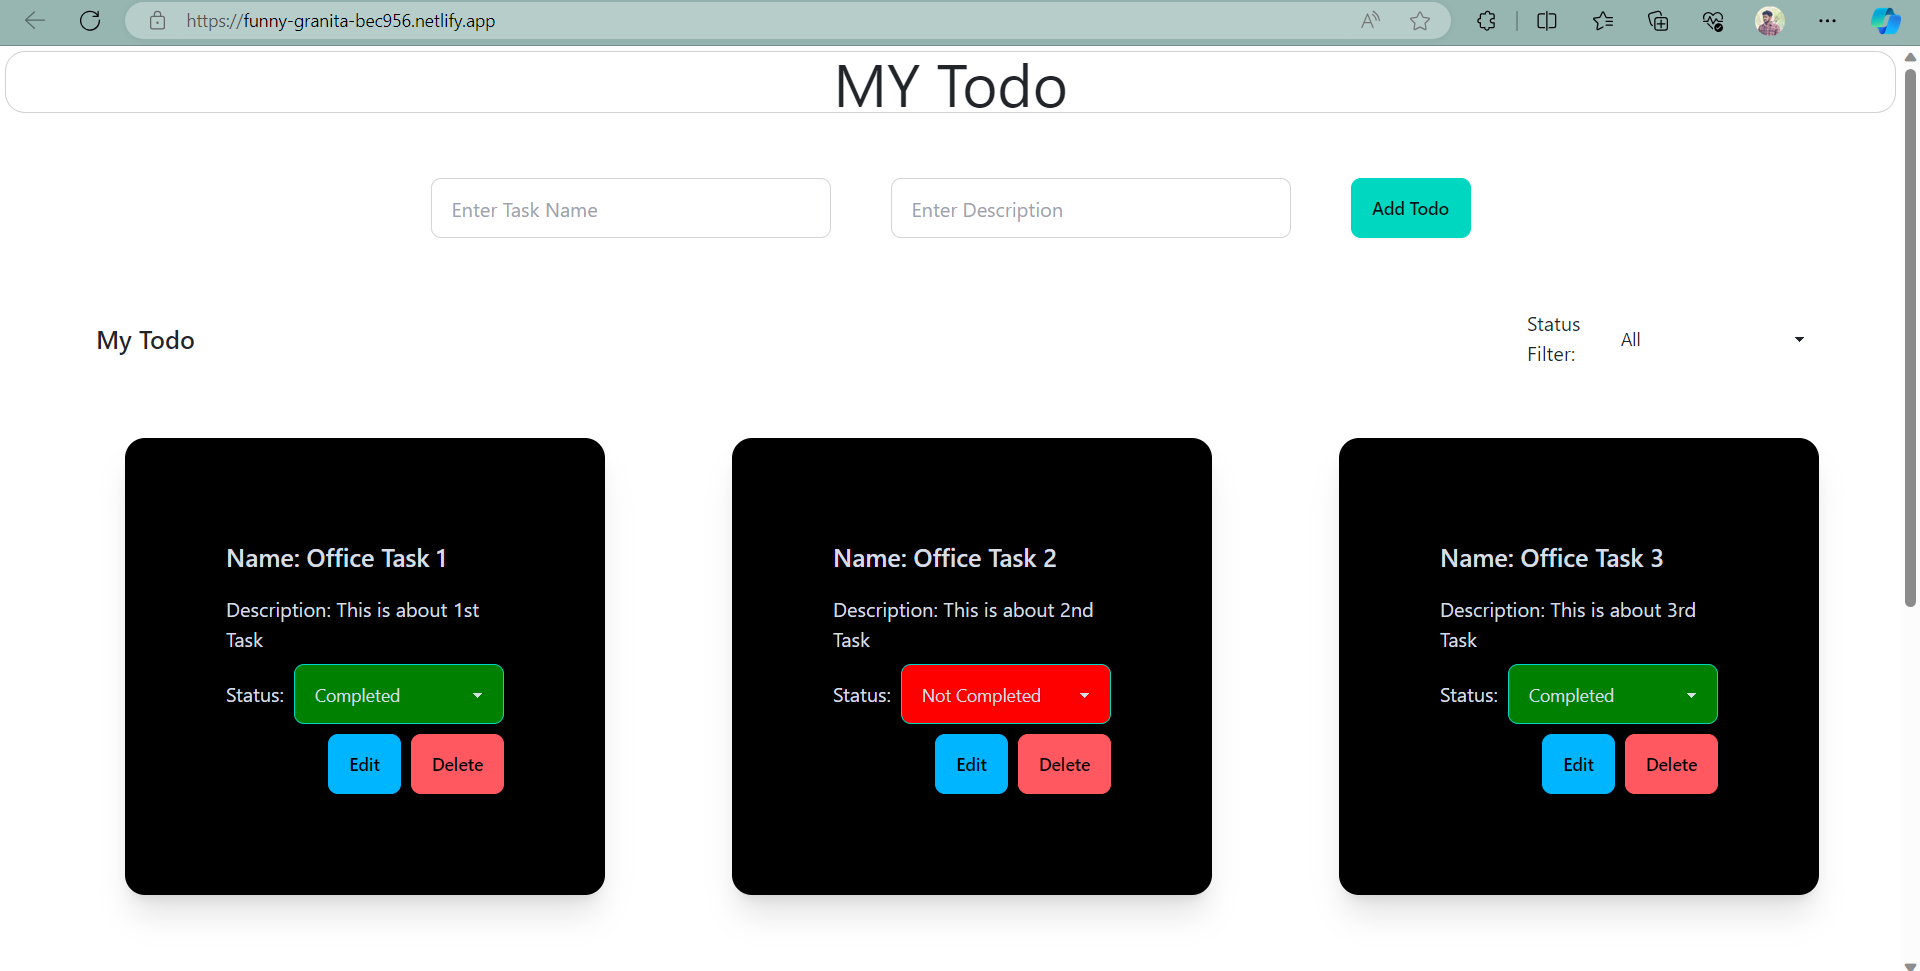 https://funny-granita-bec956.netlify.app
MY Todo
Enter Task Name
Enter Description
Add Todo
My Todo
Status
Filter:
All
Name: Office Task 1
Description: This is about 1st
Task
Status:
Completed
Edit
Delete
Name: Office Task 2
Description: This is about 2nd
Task
Status:
Not Completed
Edit
Delete
Name: Office Task 3
Description: This is about 3rd
Task
Status:
Completed
Edit
Delete